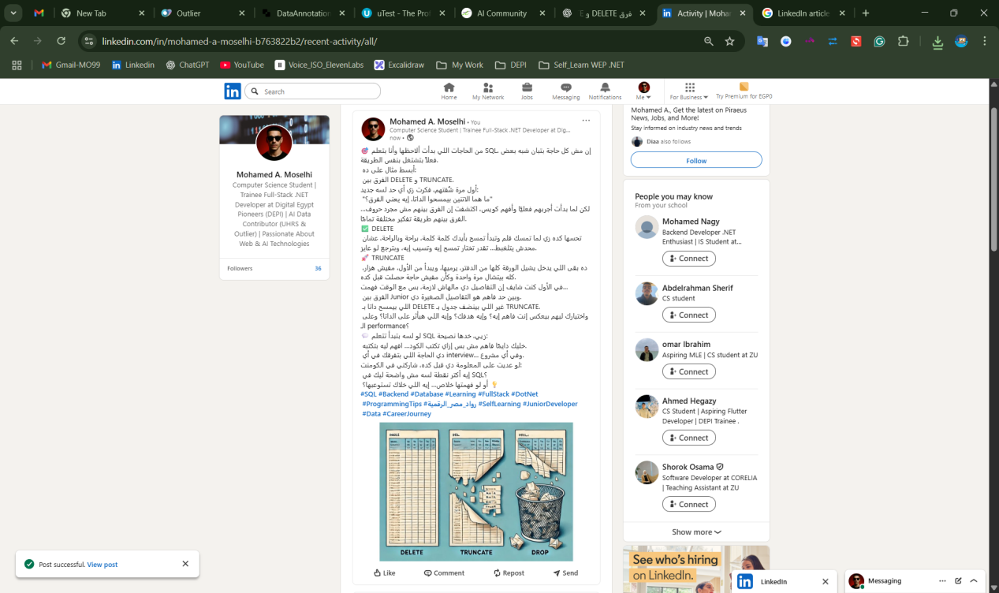 New Tab
Outlier
DataAnnotation
uTest - The Prof
AI Community
فرق DELETE و E
Activity | Moham
LinkedIn article
linkedin.com/in/mohamed-a-moselhi-b763822b2/recent-activity/all/
Gmail-MO99
Linkedin
ChatGPT
YouTube
Voice_ISO_ElevenLabs
Excalidraw
My Work
DEPI
Self_Learn WEP .NET
Search
Home
My Network
Jobs
Messaging
Notifications
Me
For Business
Try Premium for EGP0
Mohamed A. Moselhi
Computer Science Student |
Trainee Full-Stack .NET
Developer at Digital Egypt
Pioneers (DEPI) | AI Data
Contributor (UHRS &
Outlier) | Passionate About
Web & AI Technologies
Followers
36
Mohamed A. Moselhi • You
Computer Science Student | Trainee Full-Stack .NET Developer at Dig...
now •
🎯 من الحاجات اللي بدأت ألاحظها وأنا بتعلم SQL، إن مش كل حاجة بتبان شبه بعض
فعلاً بتشتغل بنفس الطريقة.
أبسط مثال على ده:
الفرق بين DELETE و TRUNCATE.
أول مرة شُفتهم، فكرت زي أي حد لسه جديد:
"ما هما الاتنين بيمسحوا الداتا، إيه يعني الفرق؟"
لكن لما بدأت أجربهم فعليًا وأفهم كويس، اكتشفت إن الفرق بينهم مش مجرد حروف...
الفرق بينهم طريقة تفكير مختلفة تمامًا.
✅ DELETE
تحسها كده زي لما تمسك قلم وتبدأ تمسح بأيدك كلمة كلمة، براحة وبالراحة، عشان
محدش يتلغبط... تقدر تختار تمسح إيه وتسيب إيه، وبترجع لو عايز.
🚀 TRUNCATE
ده بقى اللي يدخل يشيل الورقة كلها من الدفتر، يرميها، ويبدأ من الأول، مفيش هزار،
كله بيتشال مرة واحدة وكأن مفيش حاجة حصلت قبل كده.
في الأول كنت شايف إن التفاصيل دي مالهاش لازمة، بس مع الوقت فهمت...
الفرق بين Junior وبين حد فاهم هو التفاصيل الصغيرة دي.
اللي بيمسح داتا بـ DELETE غير اللي بينضف جدول بـ TRUNCATE.
واختيارك ليهم بيعكس إنت فاهم إيه؟ وإيه هدفك؟ وإيه اللي هيأثر على الداتا؟ وعلى
الـ performance؟
💬 لو لسه بتبدأ تتعلم SQL زيي، خدها نصيحة:
خليك دايمًا فاهم مش بس إزاي تكتب الكود... افهم ليه بتكتبه.
دي الحاجة اللي بتفرقك في أي interview... وفي أي مشروع.
لو عديت على المعلومة دي قبل كده، شاركني في الكومنت:
إيه أكتر نقطة لسه مش واضحة ليك في SQL؟
أو لو فهمتها خلاص... إيه اللي خلاك تستوعبها؟ 💡
#SQL #Backend #Database #Learning #FullStack #DotNet
#ProgrammingTips #رواد_مصر_الرقمية #SelfLearning #JuniorDeveloper
#Data #CareerJourney
DELETE
TRUNCATE
DROP
Like
Comment
Repost
Send
Mohamed A., Get the latest on Piraeus
News, Jobs, and More!
Stay informed on industry news and trends
Diaa also follows
Follow
People you may know
From your school
Mohamed Nagy
Backend Developer .NET
Enthusiast | IS Student at...
Connect
Abdelrahman Sherif
CS student
Connect
omar Ibrahim
Aspiring MLE | CS student at ZU
Connect
Ahmed Hegazy
CS Student | Aspiring Flutter
Developer | DEPI Trainee .
Connect
Shorok Osama
Software Developer at CORELIA
| Teaching Assistant at ZU
Connect
Show more
See who's hiring
on LinkedIn.
Post successful. View post
LinkedIn
Messaging